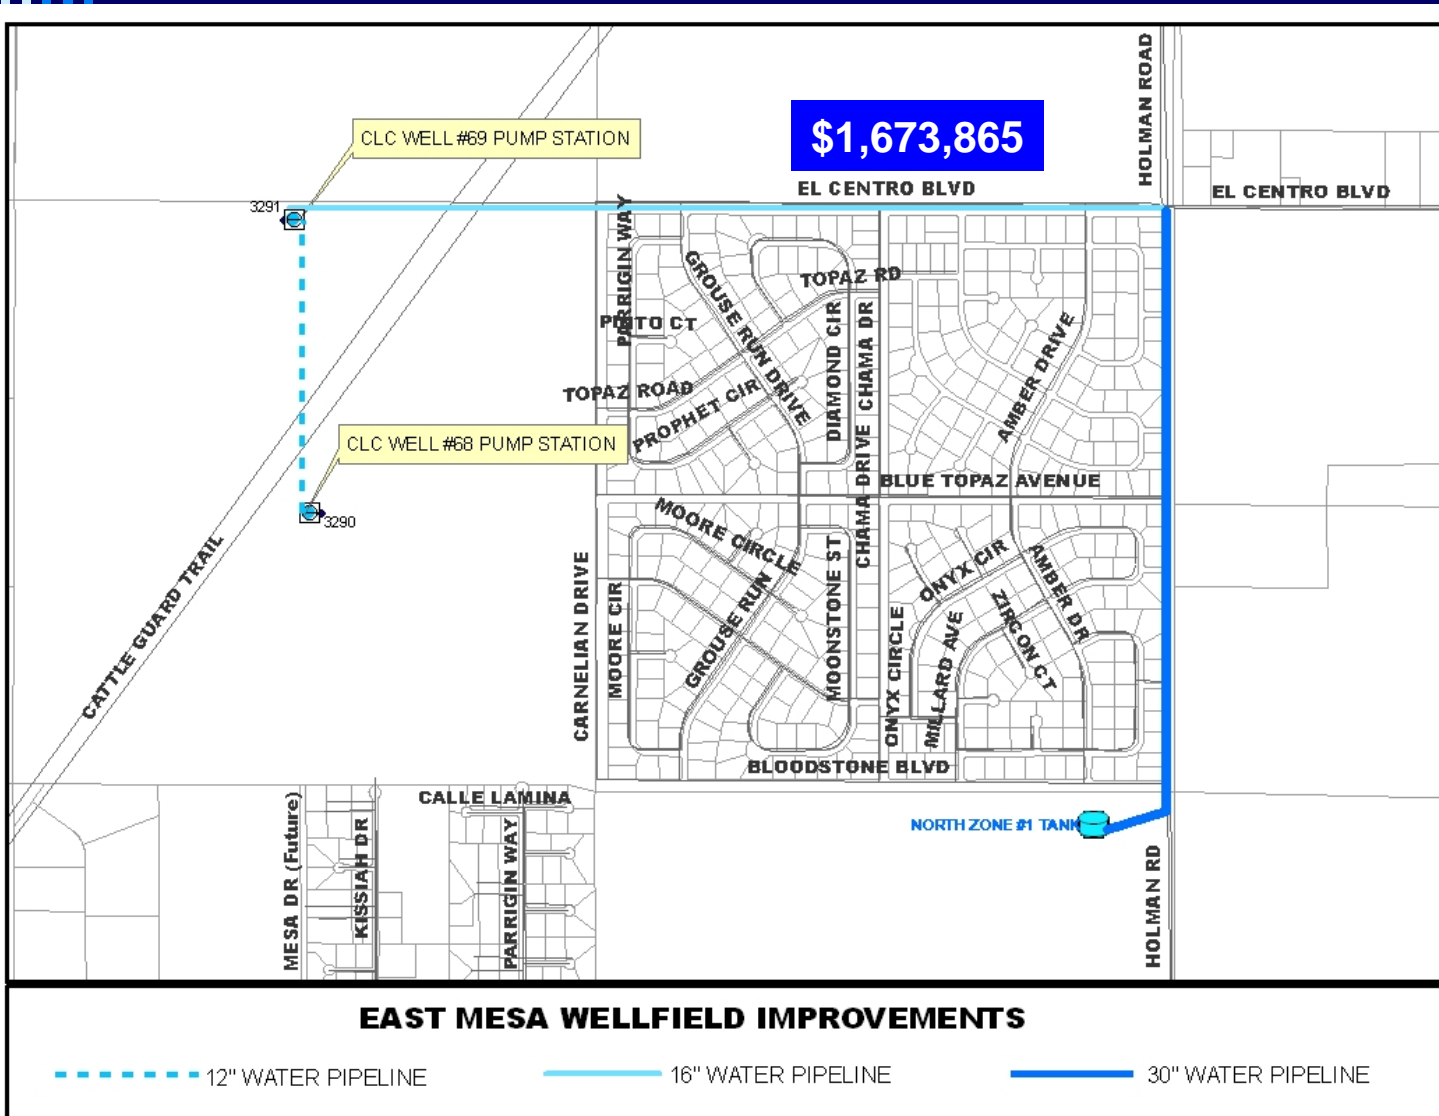 HOLMAN ROAD
CLC WELL #69 PUMP STATION
$1,673,865
EL CENTRO BLVD
EL CENTRO BLVD
3291
PARRIGIN WAY
GROUSE RUN DRIVE
TOPAZ RD
PINTO CT
DIAMOND CIR
CHAMA DR
AMBER DRIVE
TOPAZ ROAD
PROPHET CIR
CLC WELL #68 PUMP STATION
CHAMA DRIVE
BLUE TOPAZ AVENUE
3290
MOORE CIRCLE
CATTLE GUARD TRAIL
CARNELIAN DRIVE
MOORE CIR
GROUSE RUN
MOONSTONE ST
ONYX CIR
AMBER DR
ZIRCON CT
ONYX CIRCLE
MILLARD AVE
BLOODSTONE BLVD
CALLE LAMINA
MESA DR (Future)
KISSIAH DR
PARRIGIN WAY
NORTH ZONE #1 TANK
HOLMAN RD
EAST MESA WELLFIELD IMPROVEMENTS
12" WATER PIPELINE
16" WATER PIPELINE
30" WATER PIPELINE